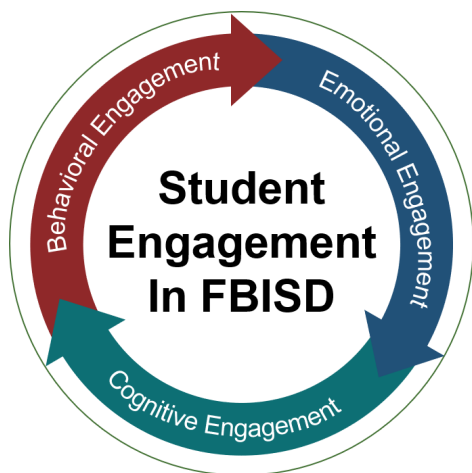 Behavioral Engagement
Emotional Engagement
Student
Engagement
In FBISD
Cognitive Engagement